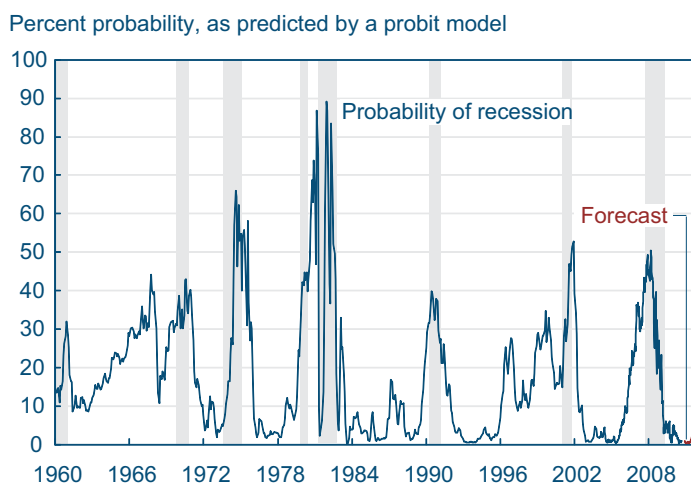 Percent probability, as predicted by a probit model
100
90
Probability of recession
80
70
60
Forecast
50
40
30
20
10
0
1960 1966 1972 1978 1984 1990 1996 2002 2008